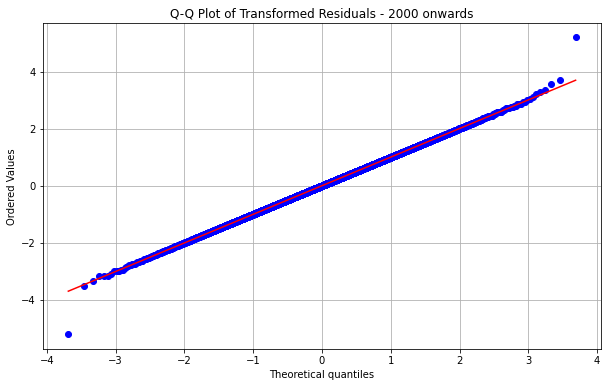 Q-Q Plot of Transformed Residuals - 2000 onwards
4
2
0
−2
−4
Ordered Values
−4 −3 −2 −1 0 1 2 3 4
Theoretical quantiles